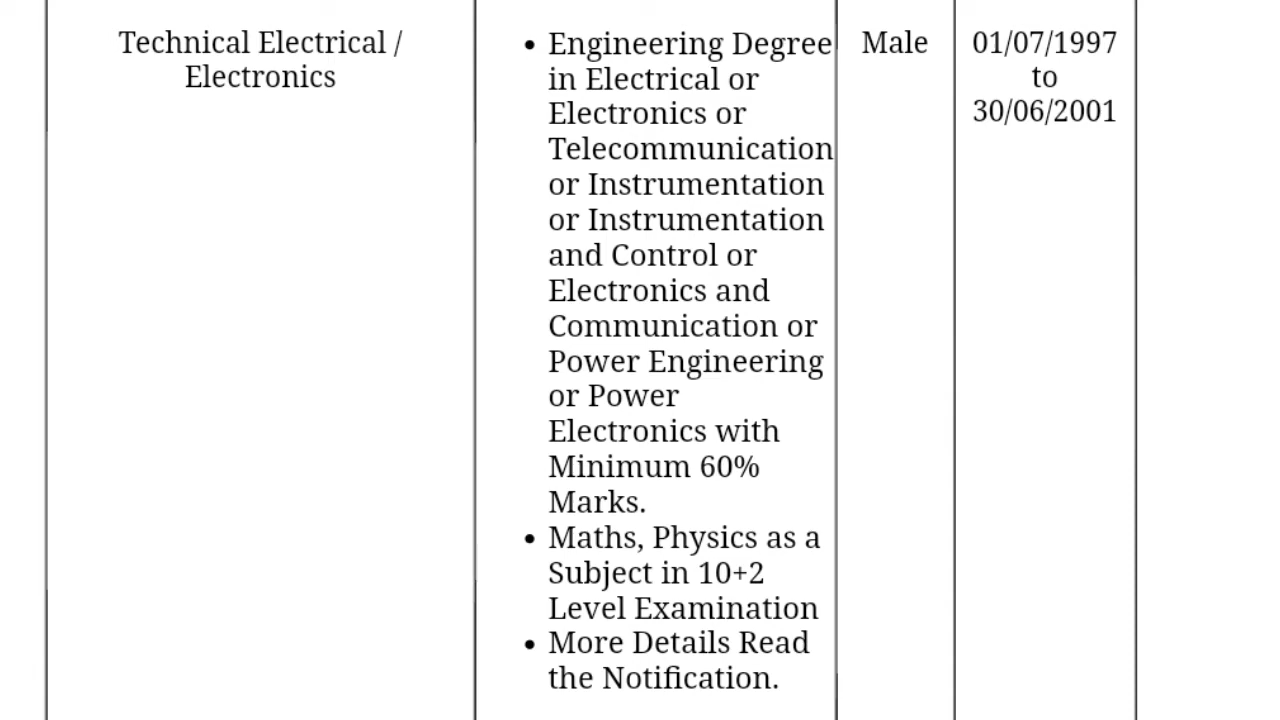 Technical Electrical /
Electronics
• Engineering Degree
in Electrical or
Electronics or
Telecommunication
or Instrumentation
or Instrumentation
and Control or
Electronics and
Communication or
Power Engineering
or Power
Electronics with
Minimum 60%
Marks.
• Maths, Physics as a
Subject in 10+2
Level Examination
• More Details Read
the Notification.
Male
01/07/1997
to
30/06/2001